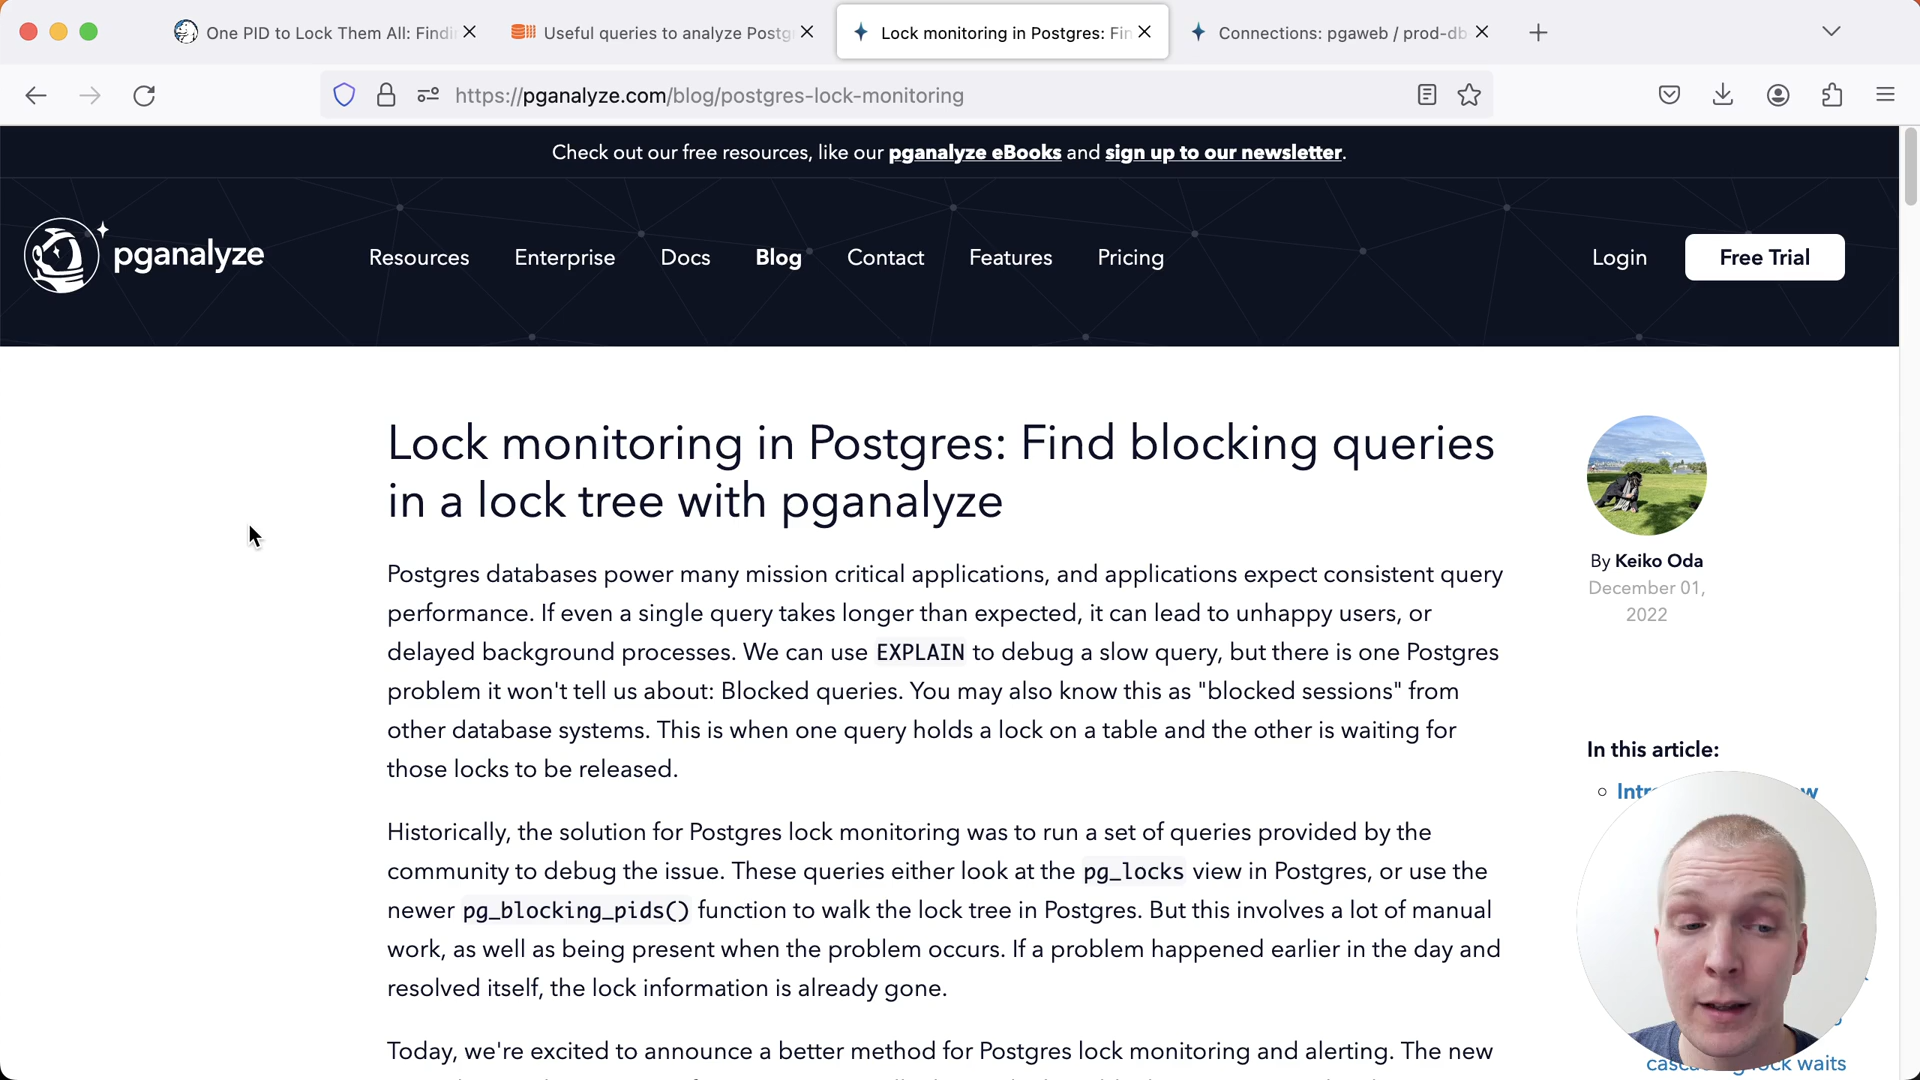 One PID to Lock Them All: Findi
Useful queries to analyze Postg
Lock monitoring in Postgres: Fin
Connections: pgaweb / prod-db
https://pganalyze.com/blog/postgres-lock-monitoring
Check out our free resources, like our pganalyze eBooks and sign up to our newsletter.
pganalyze
Resources
Enterprise
Docs
Blog
Contact
Features
Pricing
Login
Free Trial
Lock monitoring in Postgres: Find blocking queries
in a lock tree with pganalyze
Postgres databases power many mission critical applications, and applications expect consistent query
performance. If even a single query takes longer than expected, it can lead to unhappy users, or
delayed background processes. We can use EXPLAIN to debug a slow query, but there is one Postgres
problem it won't tell us about: Blocked queries. You may also know this as "blocked sessions" from
other database systems. This is when one query holds a lock on a table and the other is waiting for
those locks to be released.
Historically, the solution for Postgres lock monitoring was to run a set of queries provided by the
community to debug the issue. These queries either look at the pg_locks view in Postgres, or use the
newer pg_blocking_pids() function to walk the lock tree in Postgres. But this involves a lot of manual
work, as well as being present when the problem occurs. If a problem happened earlier in the day and
resolved itself, the lock information is already gone.
Today, we're excited to announce a better method for Postgres lock monitoring and alerting. The new
By Keiko Oda
December 01,
2022
In this article:
waits